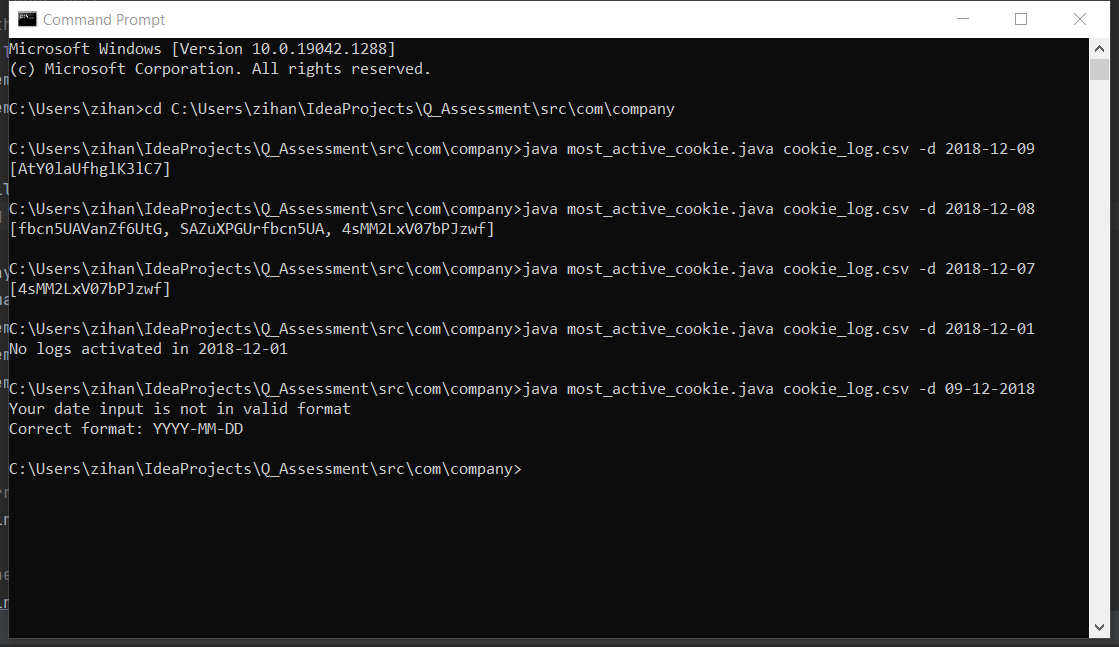 Command Prompt
Microsoft Windows [Version 10.0.19042.1288]
(c) Microsoft Corporation. All rights reserved.
C:\Users\zihan>cd C:\Users\zihan\IdeaProjects\Q_Assessment\src\com\company
C:\Users\zihan\IdeaProjects\Q_Assessment\src\com\company>java most_active_cookie.java cookie_log.csv -d 2018-12-09
[AtY0laUfhglK3lC7]
C:\Users\zihan\IdeaProjects\Q_Assessment\src\com\company>java most_active_cookie.java cookie_log.csv -d 2018-12-08
[fbcn5UAVanZf6UtG, SAZuXPGUrfbcn5UA, 4sMM2LxV07bPJzwf]
C:\Users\zihan\IdeaProjects\Q_Assessment\src\com\company>java most_active_cookie.java cookie_log.csv -d 2018-12-07
[4sMM2LxV07bPJzwf]
C:\Users\zihan\IdeaProjects\Q_Assessment\src\com\company>java most_active_cookie.java cookie_log.csv -d 2018-12-01
No logs activated in 2018-12-01
C:\Users\zihan\IdeaProjects\Q_Assessment\src\com\company>java most_active_cookie.java cookie_log.csv -d 09-12-2018
Your date input is not in valid format
Correct format: YYYY-MM-DD
C:\Users\zihan\IdeaProjects\Q_Assessment\src\com\company>